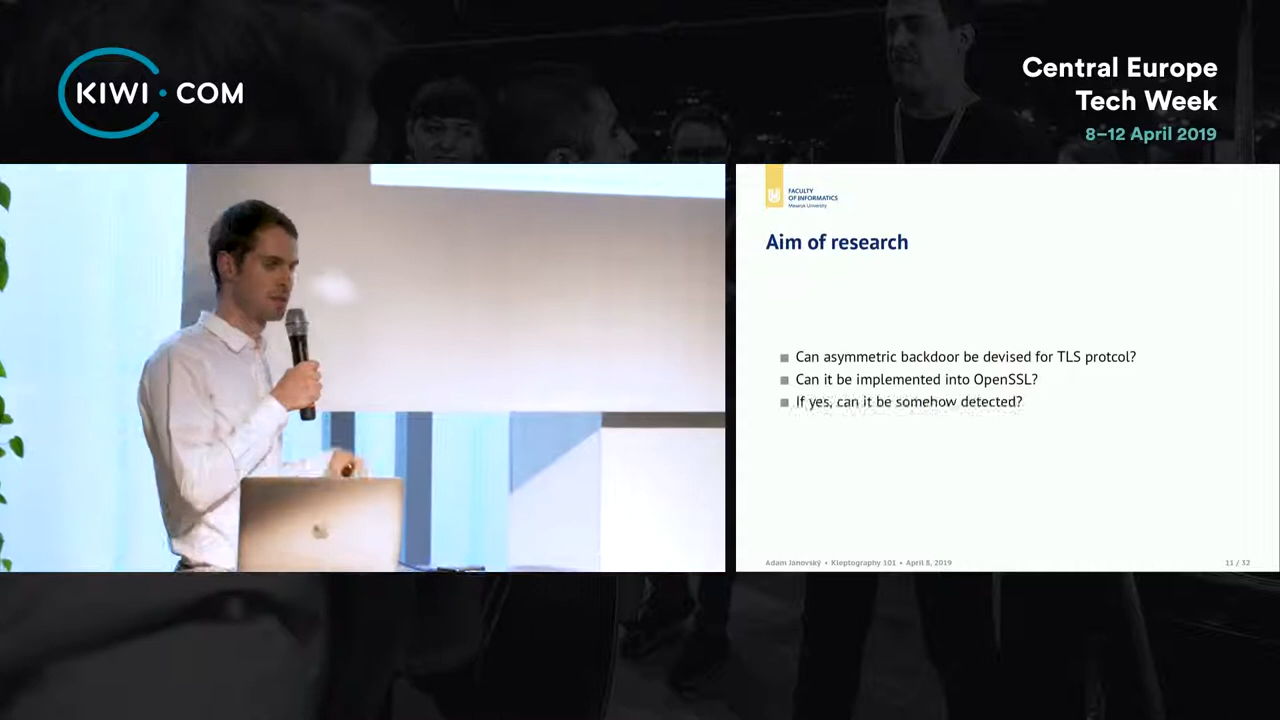 KIWI.COM
Central Europe
Tech Week
8–12 April 2019
FACULTY
OF INFORMATICS
Masaryk University
Aim of research
Can asymmetric backdoor be devised for TLS protcol?
Can it be implemented into OpenSSL?
If yes, can it be somehow detected?
Adam Janovský • Kleptography 101 • April 8, 2019
11 / 32